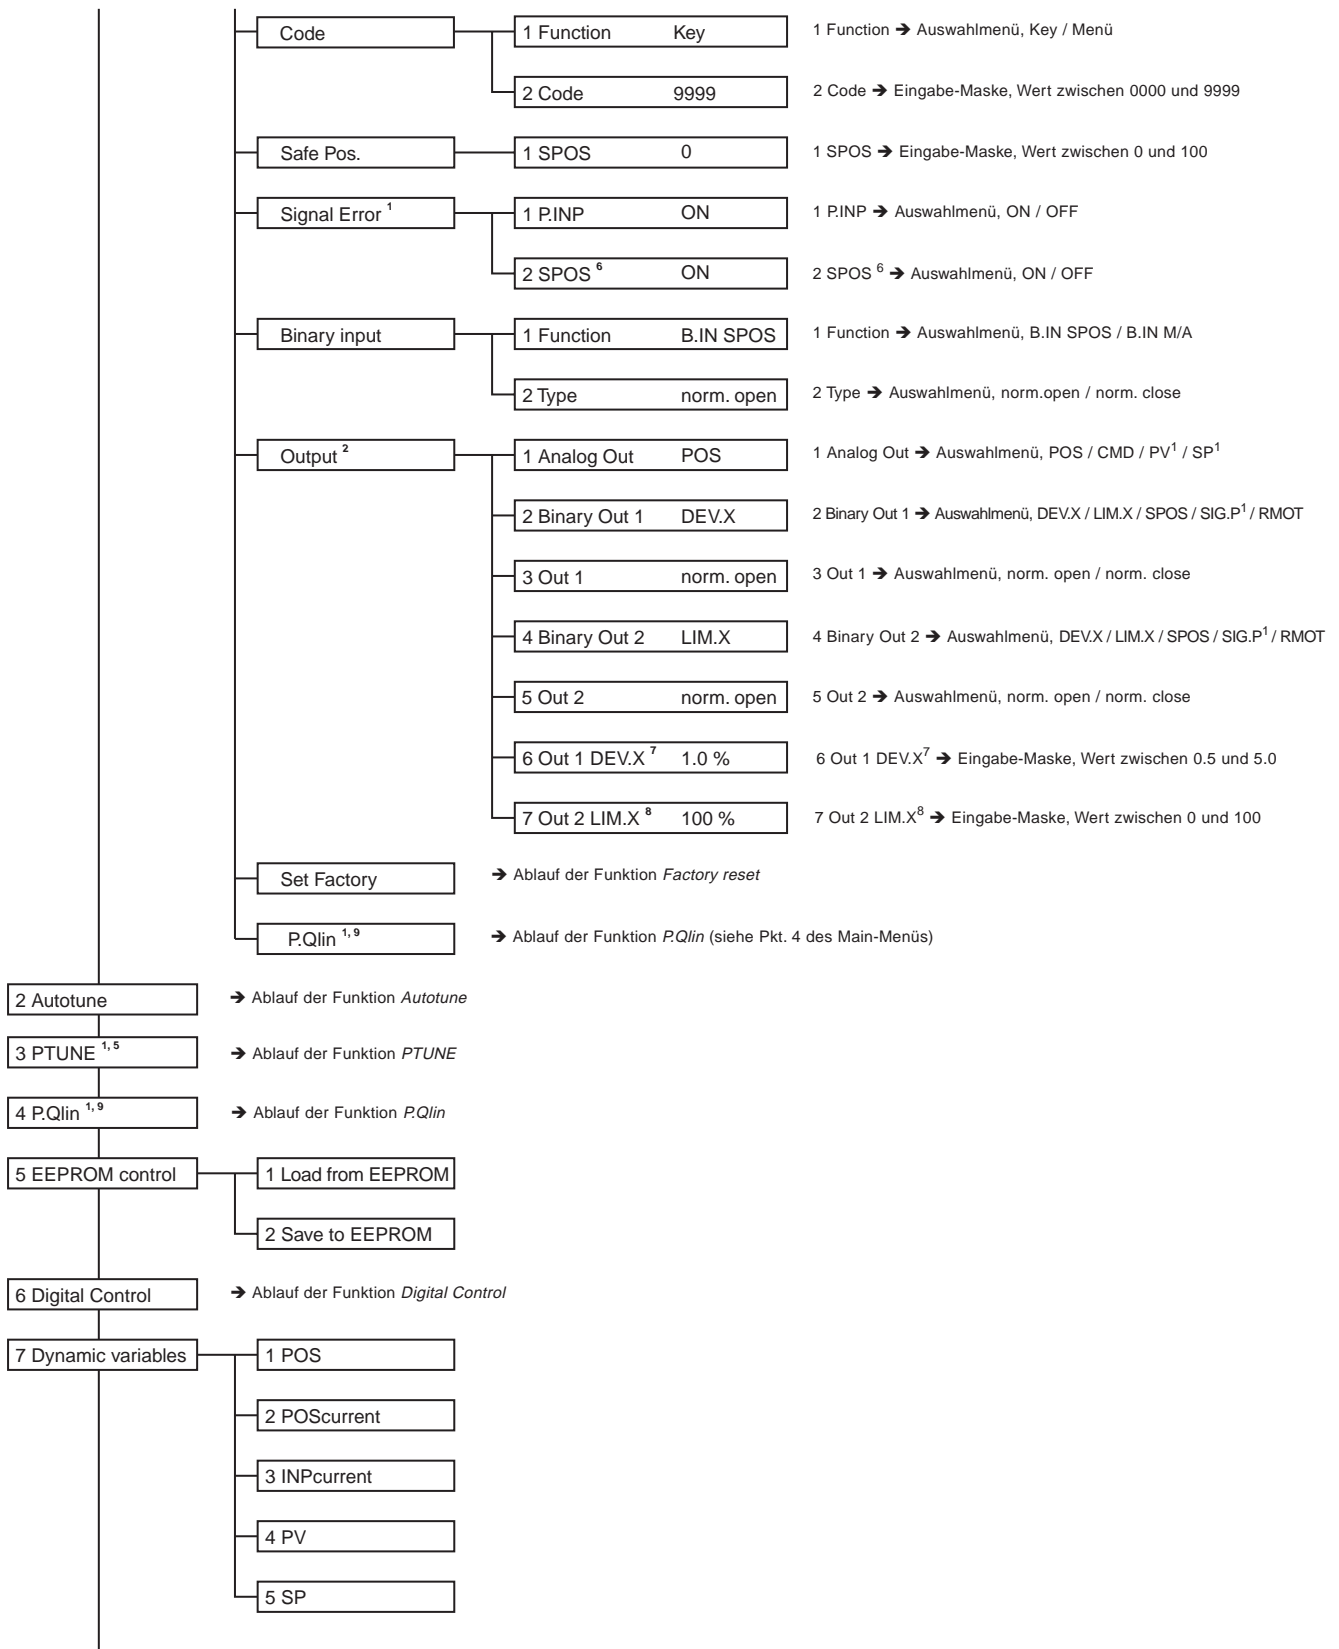 Code 1 Function Key 1 Function ➔ Auswahlmenü, Key / Menü
2 Code 9999 2 Code ➔ Eingabe-Maske, Wert zwischen 0000 und 9999
Safe Pos. 1 SPOS 0 1 SPOS ➔ Eingabe-Maske, Wert zwischen 0 und 100
Signal Error ¹ 1 P.INP ON 1 P.INP ➔ Auswahlmenü, ON / OFF
2 SPOS ⁶ ON 2 SPOS ⁶ ➔ Auswahlmenü, ON / OFF
Binary input 1 Function B.IN SPOS 1 Function ➔ Auswahlmenü, B.IN SPOS / B.IN M/A
2 Type norm. open 2 Type ➔ Auswahlmenü, norm.open / norm. close
Output ² 1 Analog Out POS 1 Analog Out ➔ Auswahlmenü, POS / CMD / PV¹ / SP¹
2 Binary Out 1 DEV.X 2 Binary Out 1 ➔ Auswahlmenü, DEV.X / LIM.X / SPOS / SIG.P¹ / RMOT
3 Out 1 norm. open 3 Out 1 ➔ Auswahlmenü, norm. open / norm. close
4 Binary Out 2 LIM.X 4 Binary Out 2 ➔ Auswahlmenü, DEV.X / LIM.X / SPOS / SIG.P¹ / RMOT
5 Out 2 norm. open 5 Out 2 ➔ Auswahlmenü, norm. open / norm. close
6 Out 1 DEV.X ⁷ 1.0 % 6 Out 1 DEV.X⁷ ➔ Eingabe-Maske, Wert zwischen 0.5 und 5.0
7 Out 2 LIM.X ⁸ 100 % 7 Out 2 LIM.X⁸ ➔ Eingabe-Maske, Wert zwischen 0 und 100
Set Factory ➔ Ablauf der Funktion Factory reset
P.Qlin ¹, ⁹ ➔ Ablauf der Funktion P.Qlin (siehe Pkt. 4 des Main-Menüs)
2 Autotune ➔ Ablauf der Funktion Autotune
3 PTUNE ¹, ⁵ ➔ Ablauf der Funktion PTUNE
4 P.Qlin ¹, ⁹ ➔ Ablauf der Funktion P.Qlin
5 EEPROM control 1 Load from EEPROM
2 Save to EEPROM
6 Digital Control ➔ Ablauf der Funktion Digital Control
7 Dynamic variables 1 POS
2 POScurrent
3 INPcurrent
4 PV
5 SP